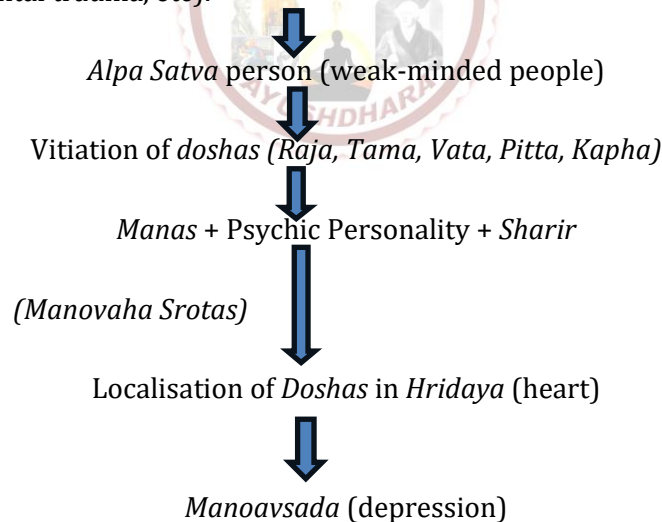 Alpa Satva person (weak-minded people)
Vitiation of doshas (Raja, Tama, Vata, Pitta, Kapha)
Manas + Psychic Personality + Sharir
(Manovaha Srotas)
Localisation of Doshas in Hridaya (heart)
Manoavsada (depression)